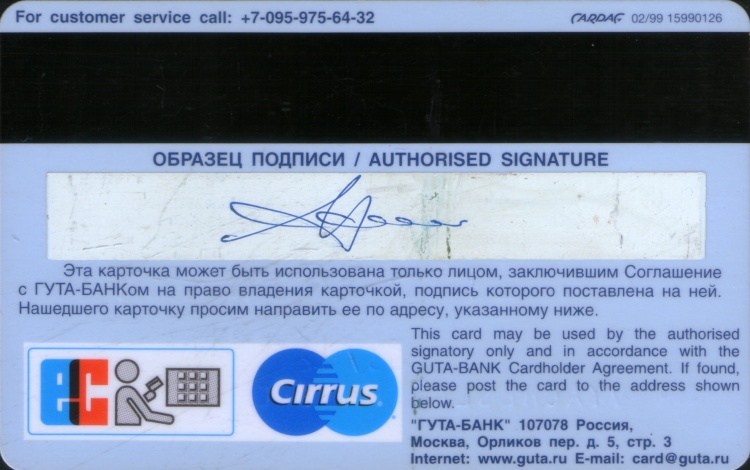 For customer service call: +7-095-975-64-32
CARDAG 02/99 15990126
ОБРАЗЕЦ ПОДПИСИ / AUTHORISED SIGNATURE
Эта карточка может быть использована только лицом, заключившим Соглашение
с ГУТА-БАНКом на право владения карточкой, подпись которого поставлена на ней.
Нашедшего карточку просим направить ее по адресу, указанному ниже.
ec
Cirrus
This card may be used by the authorised
signatory only and in accordance with the
GUTA-BANK Cardholder Agreement. If found,
please post the card to the address shown
below.
"ГУТА-БАНК" 107078 Россия,
Москва, Орликов пер. д. 5, стр. 3
Internet: www.guta.ru E-mail: card@guta.ru